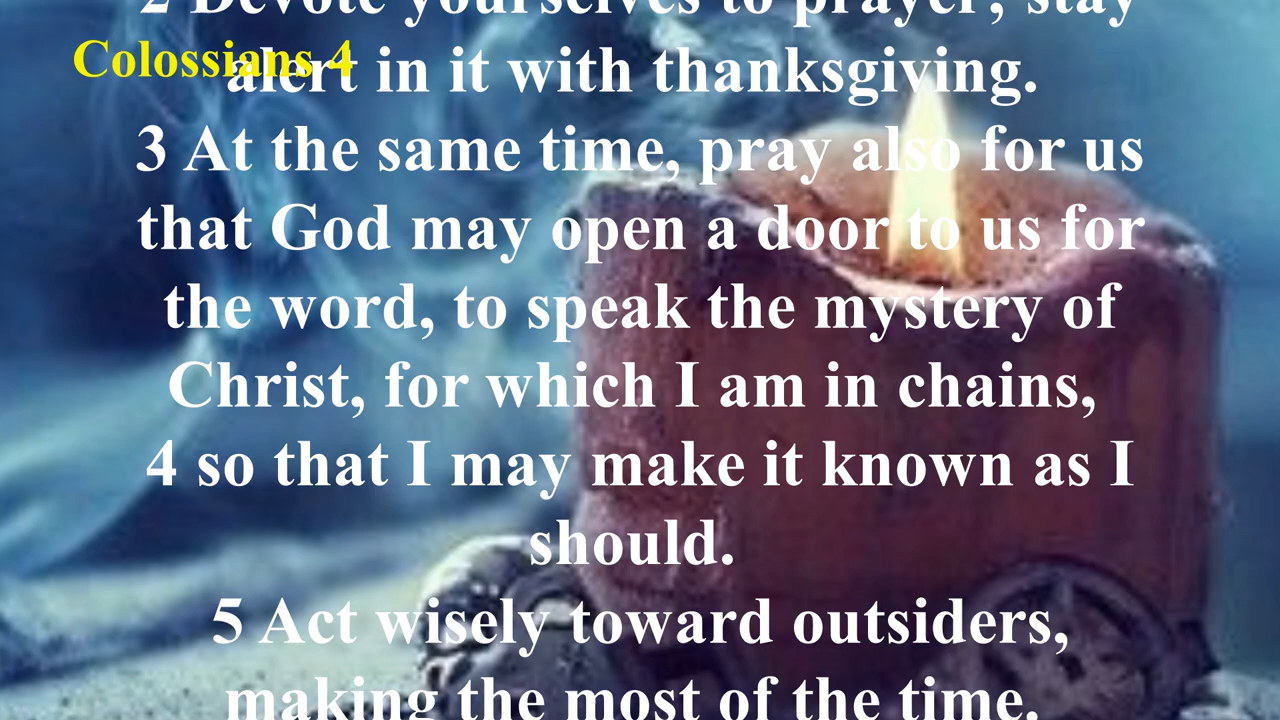 2 Devote yourselves to prayer; stay
Colossians 4
alert in it with thanksgiving.
3 At the same time, pray also for us
that God may open a door to us for
the word, to speak the mystery of
Christ, for which I am in chains,
4 so that I may make it known as I
should.
5 Act wisely toward outsiders,
making the most of the time.